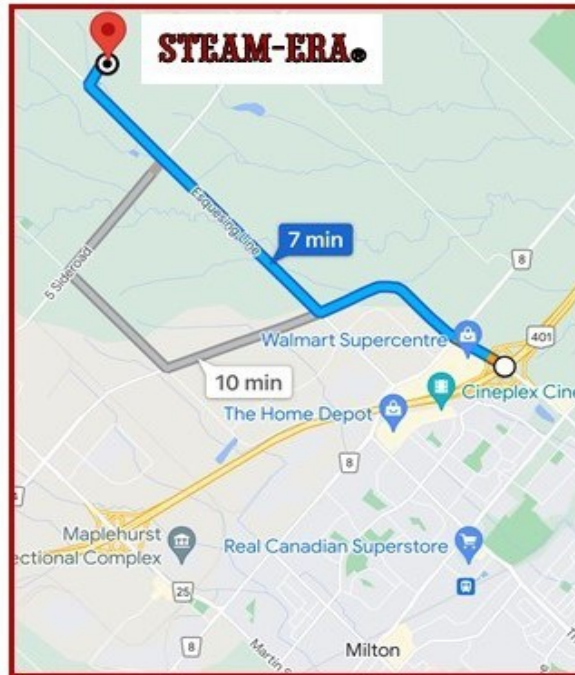 STEAM-ERA®
Esquesing Line
7 min
5 Sideroad
8
401
Walmart Supercentre
10 min
Cineplex Cine
The Home Depot
8
Maplehurst
ectional Complex
Real Canadian Superstore
25
8
Martin S
Milton